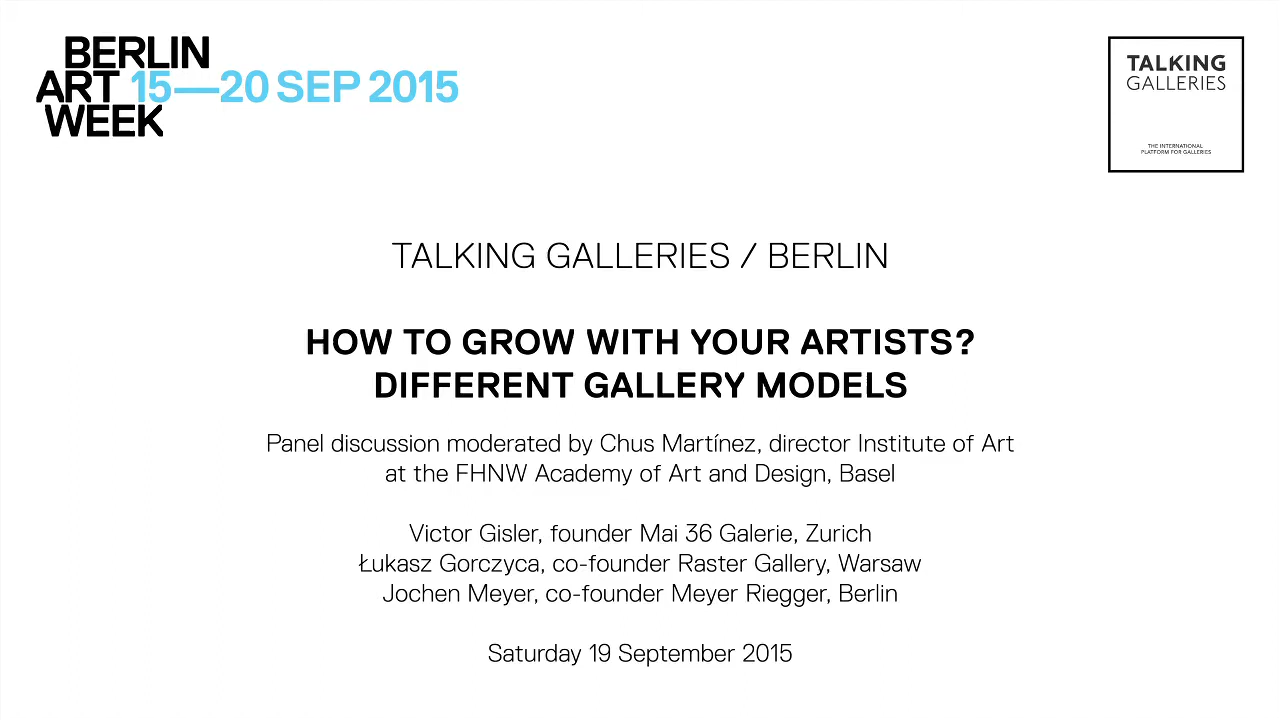 BERLIN
ART 15—20 SEP 2015
WEEK
TALKING
GALLERIES
THE INTERNATIONAL
PLATFORM FOR GALLERIES
TALKING GALLERIES / BERLIN
HOW TO GROW WITH YOUR ARTISTS?
DIFFERENT GALLERY MODELS
Panel discussion moderated by Chus Martínez, director Institute of Art
at the FHNW Academy of Art and Design, Basel
Victor Gisler, founder Mai 36 Galerie, Zurich
Łukasz Gorczyca, co-founder Raster Gallery, Warsaw
Jochen Meyer, co-founder Meyer Riegger, Berlin
Saturday 19 September 2015